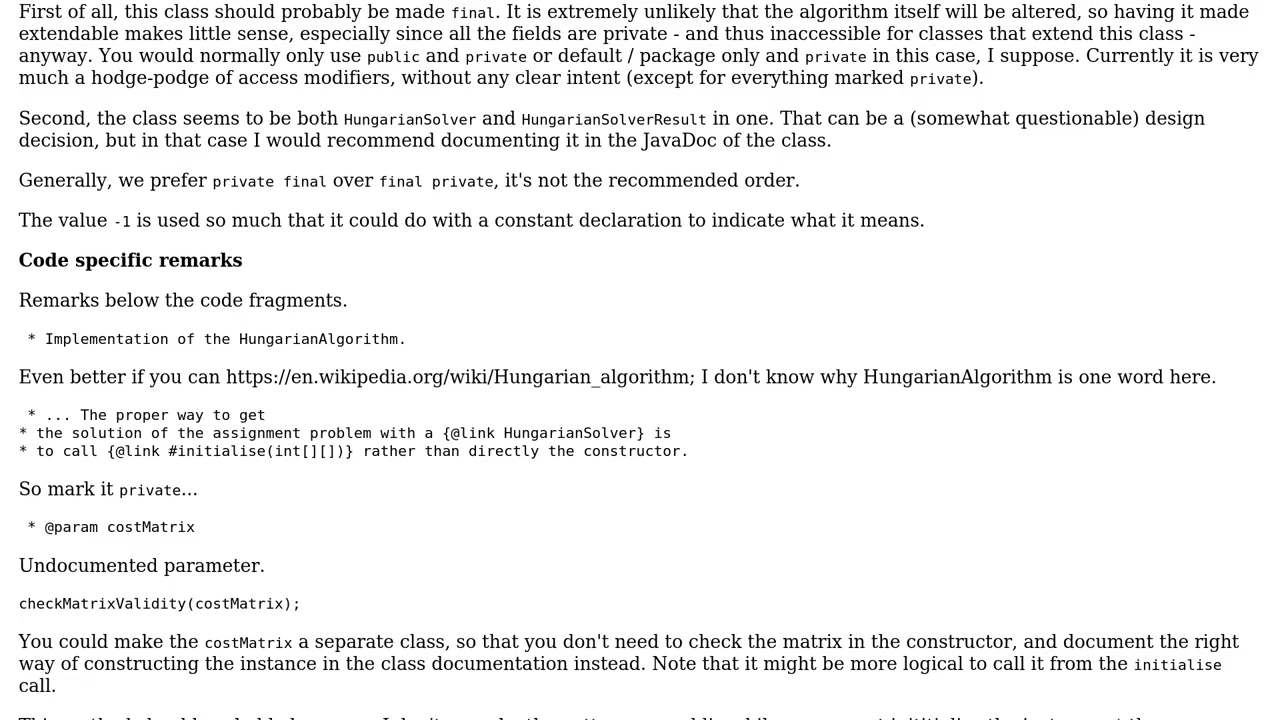 First of all, this class should probably be made final. It is extremely unlikely that the algorithm itself will be altered, so having it made
extendable makes little sense, especially since all the fields are private - and thus inaccessible for classes that extend this class -
anyway. You would normally only use public and private or default / package only and private in this case, I suppose. Currently it is very
much a hodge-podge of access modifiers, without any clear intent (except for everything marked private).
Second, the class seems to be both HungarianSolver and HungarianSolverResult in one. That can be a (somewhat questionable) design
decision, but in that case I would recommend documenting it in the JavaDoc of the class.
Generally, we prefer private final over final private, it's not the recommended order.
The value -1 is used so much that it could do with a constant declaration to indicate what it means.
Code specific remarks
Remarks below the code fragments.
* Implementation of the HungarianAlgorithm.
Even better if you can https://en.wikipedia.org/wiki/Hungarian_algorithm; I don't know why HungarianAlgorithm is one word here.
* ... The proper way to get
* the solution of the assignment problem with a {@link HungarianSolver} is
* to call {@link #initialise(int[][])} rather than directly the constructor.
So mark it private...
* @param costMatrix
Undocumented parameter.
checkMatrixValidity(costMatrix);
You could make the costMatrix a separate class, so that you don't need to check the matrix in the constructor, and document the right
way of constructing the instance in the class documentation instead. Note that it might be more logical to call it from the initialise
call.